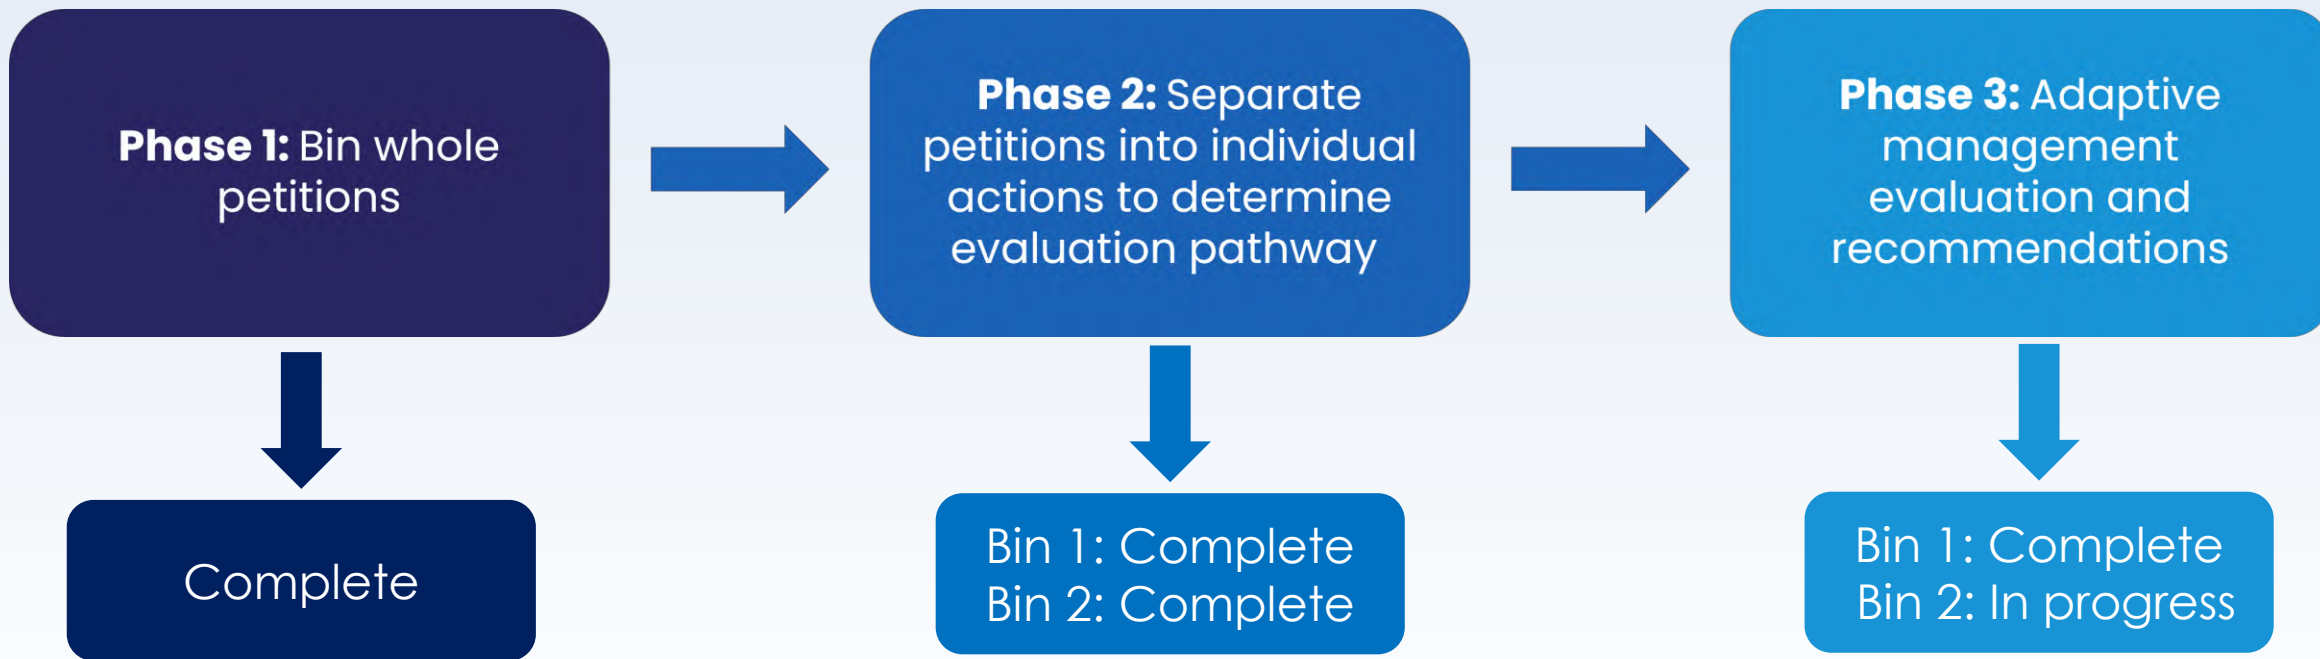 Phase 1: Bin whole
petitions
Phase 2: Separate
petitions into individual
actions to determine
evaluation pathway
Phase 3: Adaptive
management
evaluation and
recommendations
Complete
Bin 1: Complete
Bin 2: Complete
Bin 1: Complete
Bin 2: In progress